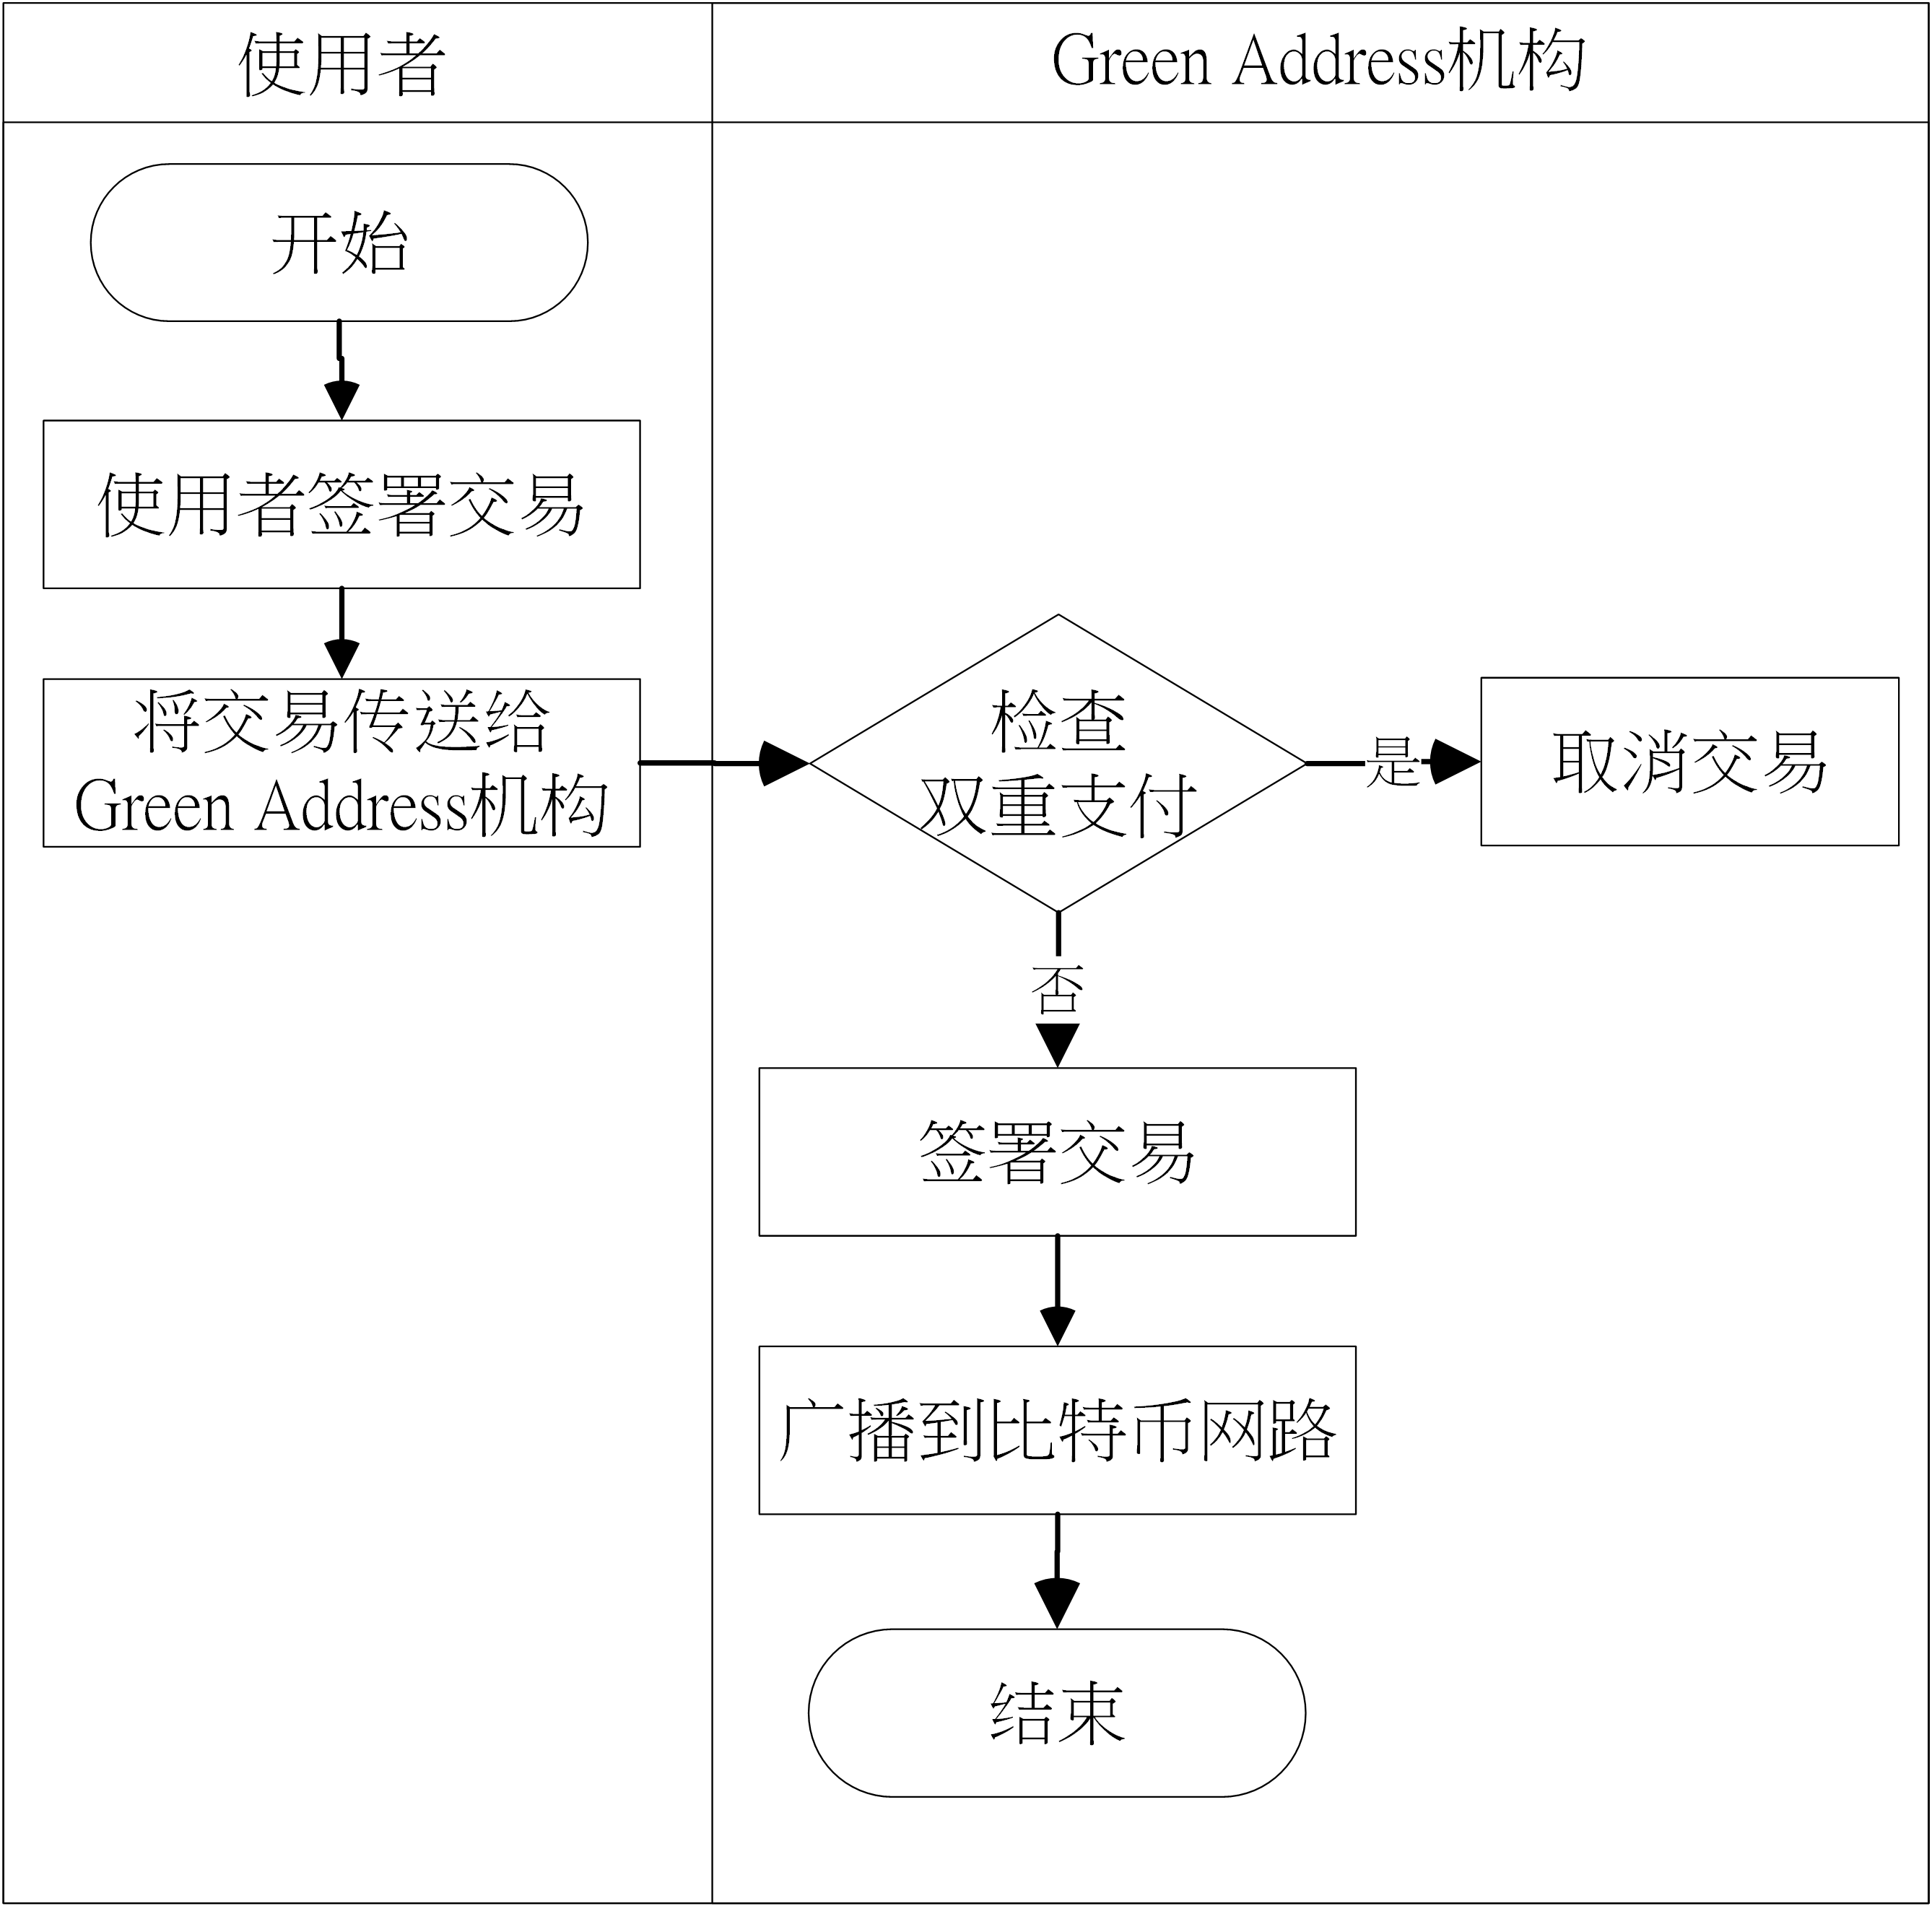 使用者
Green Address机构
开始
使用者签署交易
将交易传送给
Green Address机构
检查
双重支付
是
取消交易
否
签署交易
广播到比特币网路
结束